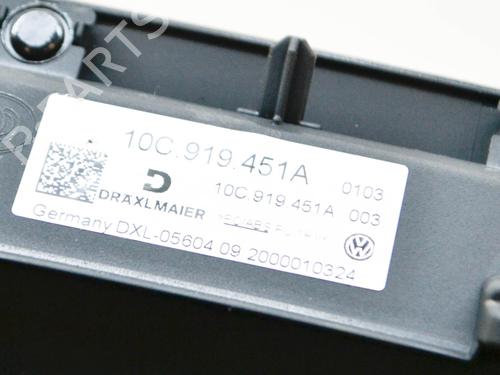 10C.919.451A 0103
DRÄXLMAIER
10C.919.451A 003
Germany DXL-05604 09 2000010324